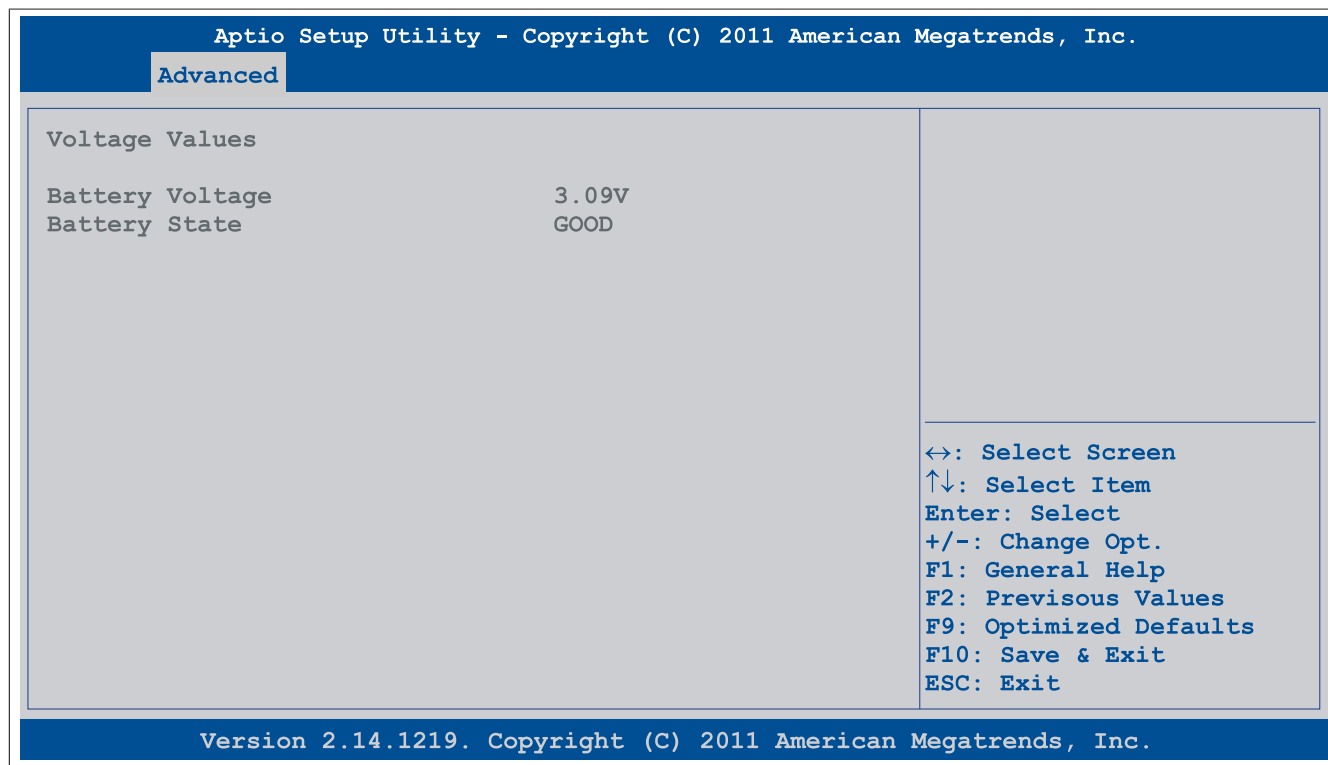 Aptio Setup Utility - Copyright (C) 2011 American Megatrends, Inc.
Advanced
Voltage Values
Battery Voltage 3.09V
Battery State GOOD
↔: Select Screen
↑↓: Select Item
Enter: Select
+/-: Change Opt.
F1: General Help
F2: Previsous Values
F9: Optimized Defaults
F10: Save & Exit
ESC: Exit
Version 2.14.1219. Copyright (C) 2011 American Megatrends, Inc.